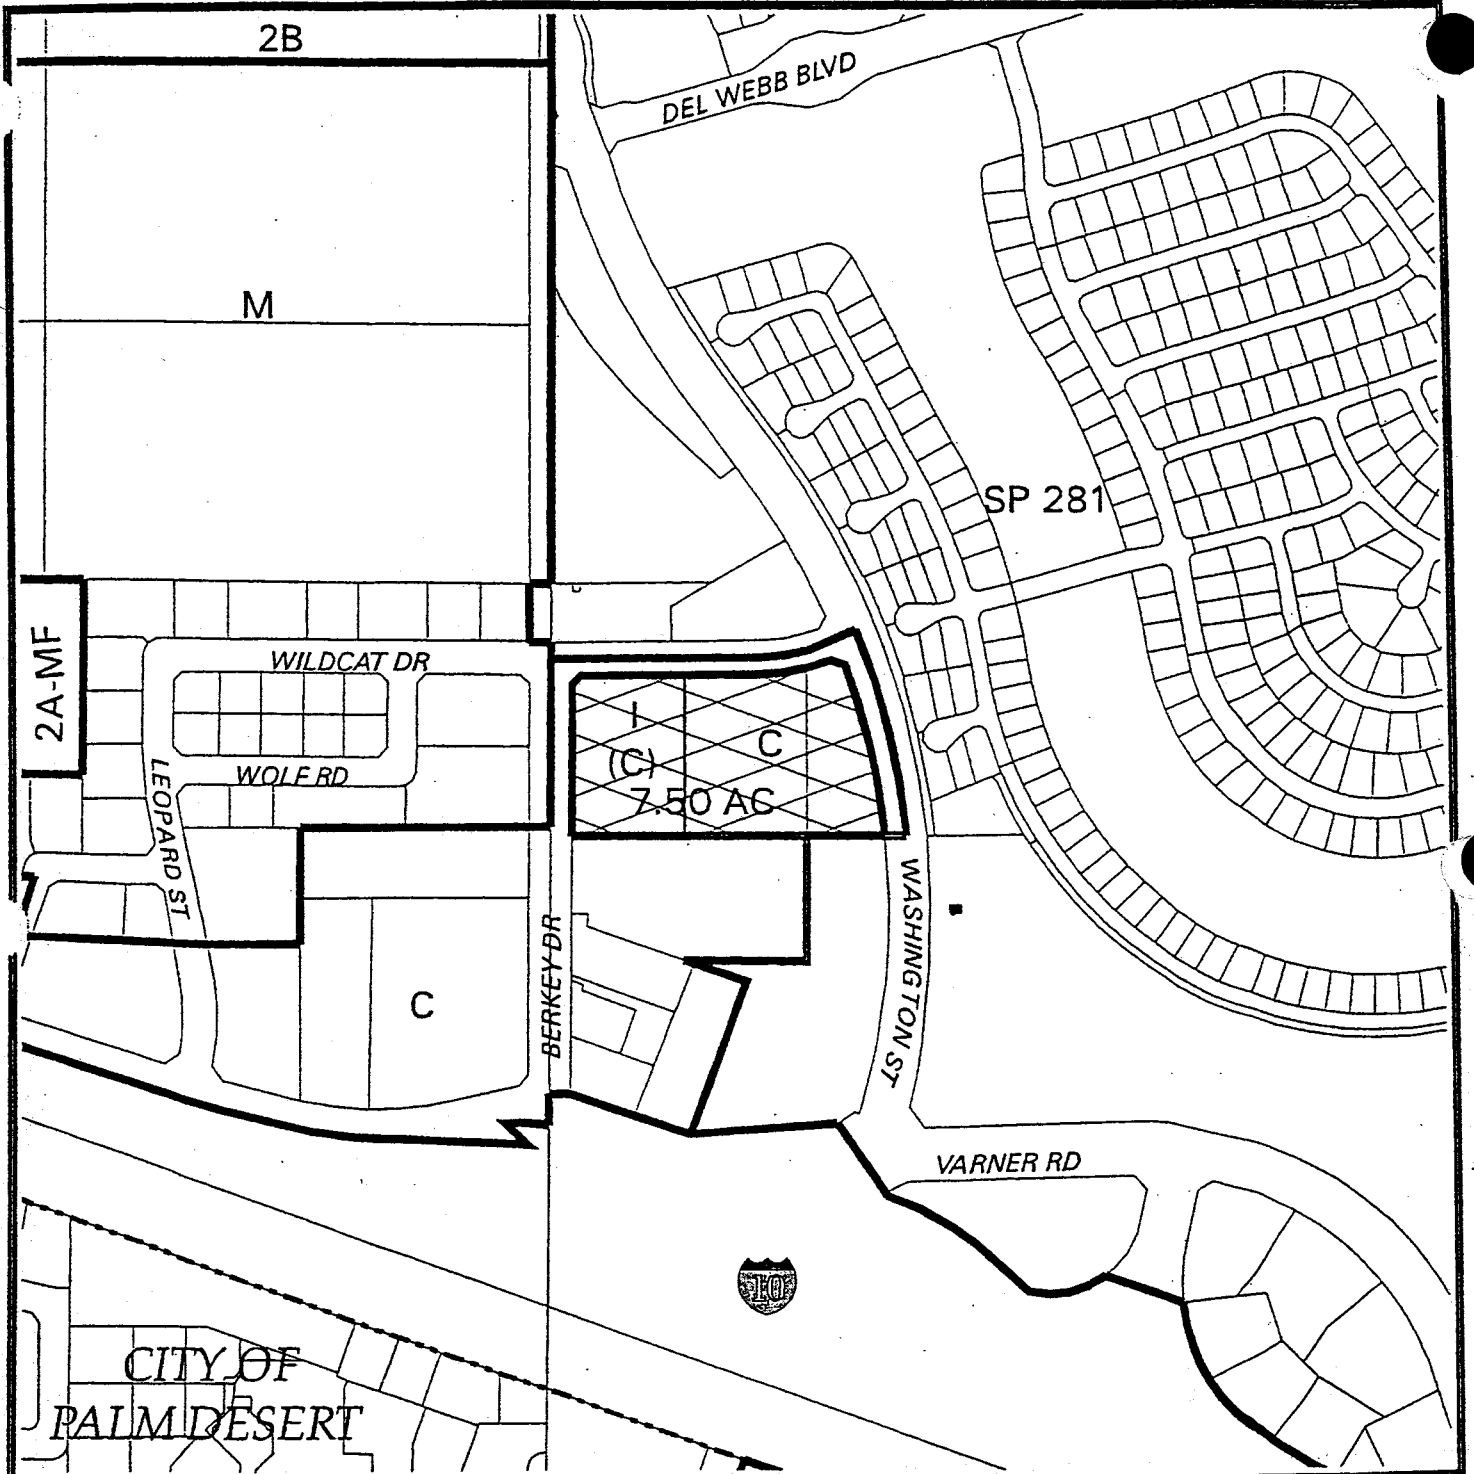 2B
DEL WEBB BLVD
M
SP 281
2A-MF
WILDCAT DR
I
(C)
C
7.50 AC
WOLF RD
LEOPARD ST
BERKEY DR
WASHINGTON ST
C
VARNER RD
10
CITY OF
PALM DESERT